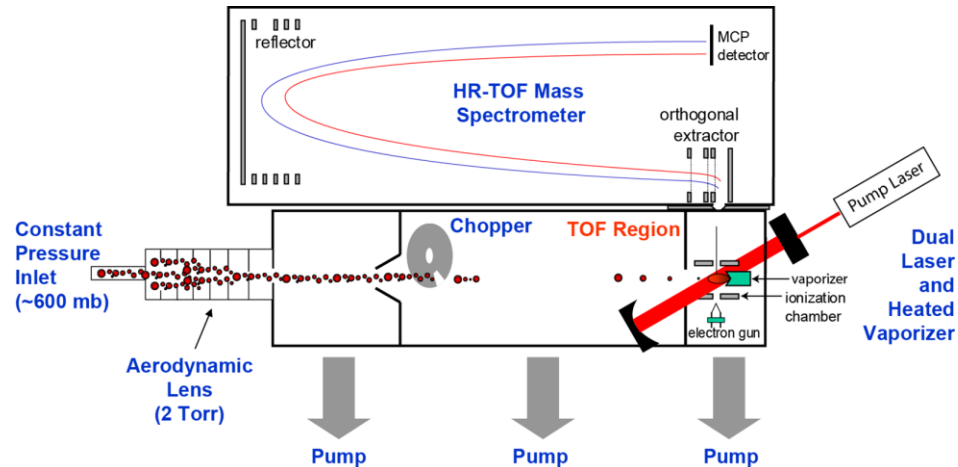 reflector
MCP
detector
HR-TOF Mass
Spectrometer
orthogonal
extractor
Pump Laser
Constant
Pressure
Inlet
(~600 mb)
Chopper
TOF Region
Dual
Laser
and
Heated
Vaporizer
vaporizer
ionization
chamber
electron gun
Aerodynamic
Lens
(2 Torr)
Pump
Pump
Pump